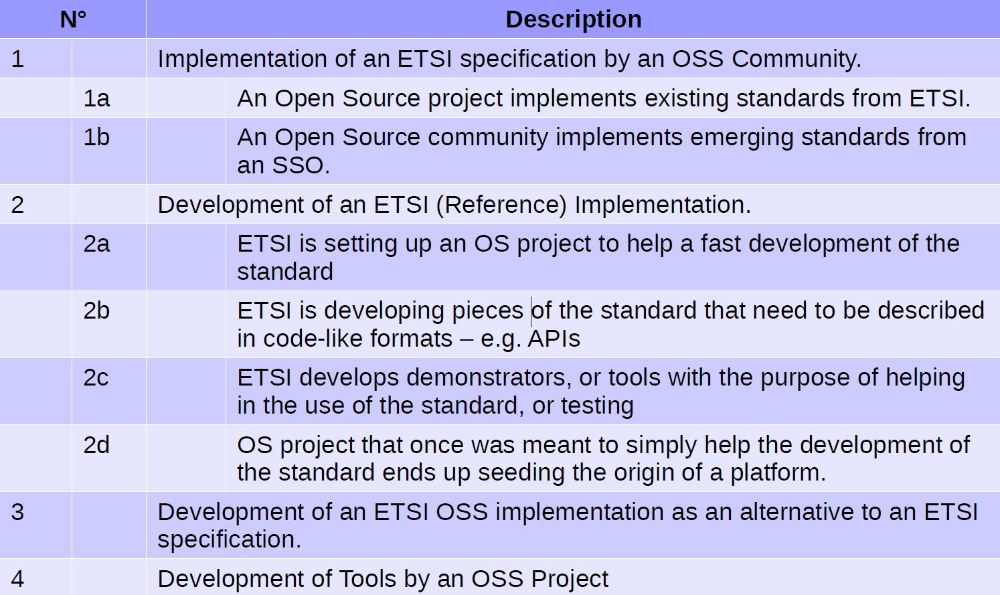 N° Description
1 Implementation of an ETSI specification by an OSS Community.
1a An Open Source project implements existing standards from ETSI.
1b An Open Source community implements emerging standards from
an SSO.
2 Development of an ETSI (Reference) Implementation.
2a ETSI is setting up an OS project to help a fast development of the
standard
2b ETSI is developing pieces of the standard that need to be described
in code-like formats – e.g. APIs
2c ETSI develops demonstrators, or tools with the purpose of helping
in the use of the standard, or testing
2d OS project that once was meant to simply help the development of
the standard ends up seeding the origin of a platform.
3 Development of an ETSI OSS implementation as an alternative to an ETSI
specification.
4 Development of Tools by an OSS Project